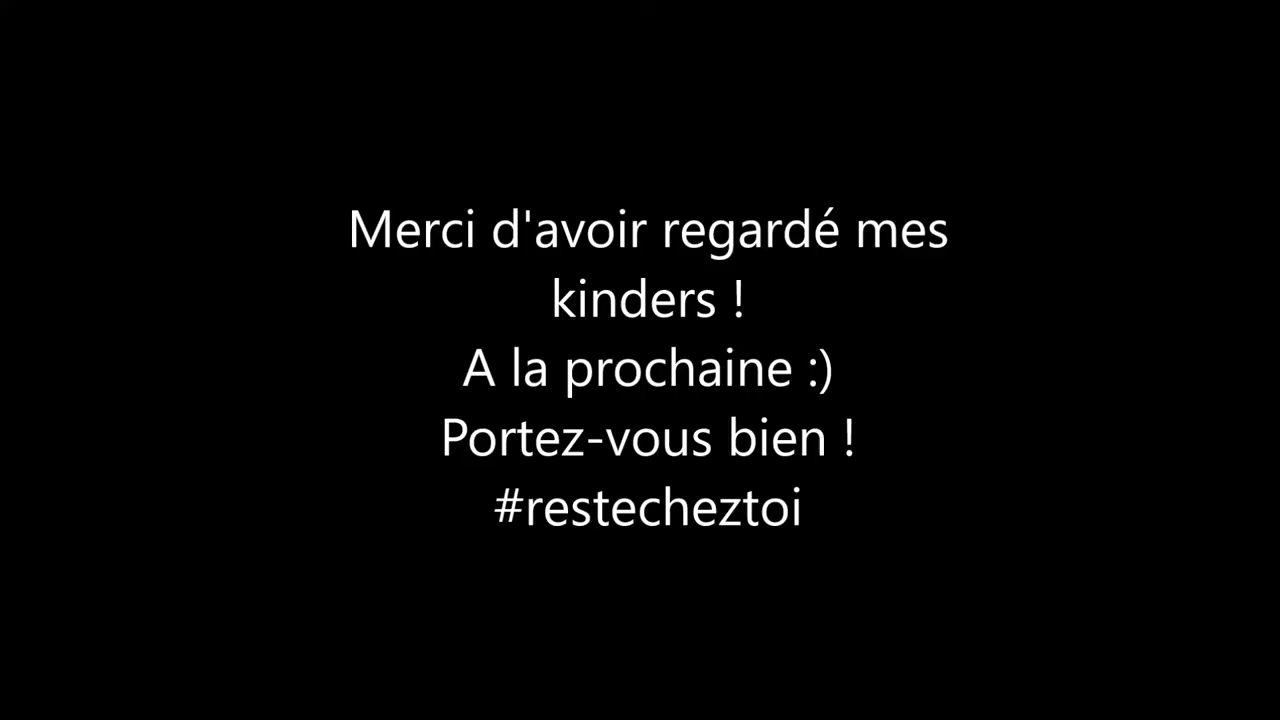 Merci d'avoir regardé mes
kinders !
A la prochaine :)
Portez-vous bien !
#restecheztoi